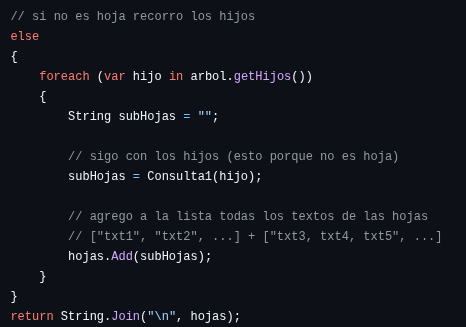 // si no es hoja recorro los hijos
else
{
    foreach (var hijo in arbol.getHijos())
    {
        String subHojas = "";

        // sigo con los hijos (esto porque no es hoja)
        subHojas = Consulta1(hijo);

        // agrego a la lista todas los textos de las hojas
        // ["txt1", "txt2", ...] + ["txt3, txt4, txt5", ...]
        hojas.Add(subHojas);
    }
}
return String.Join("\n", hojas);